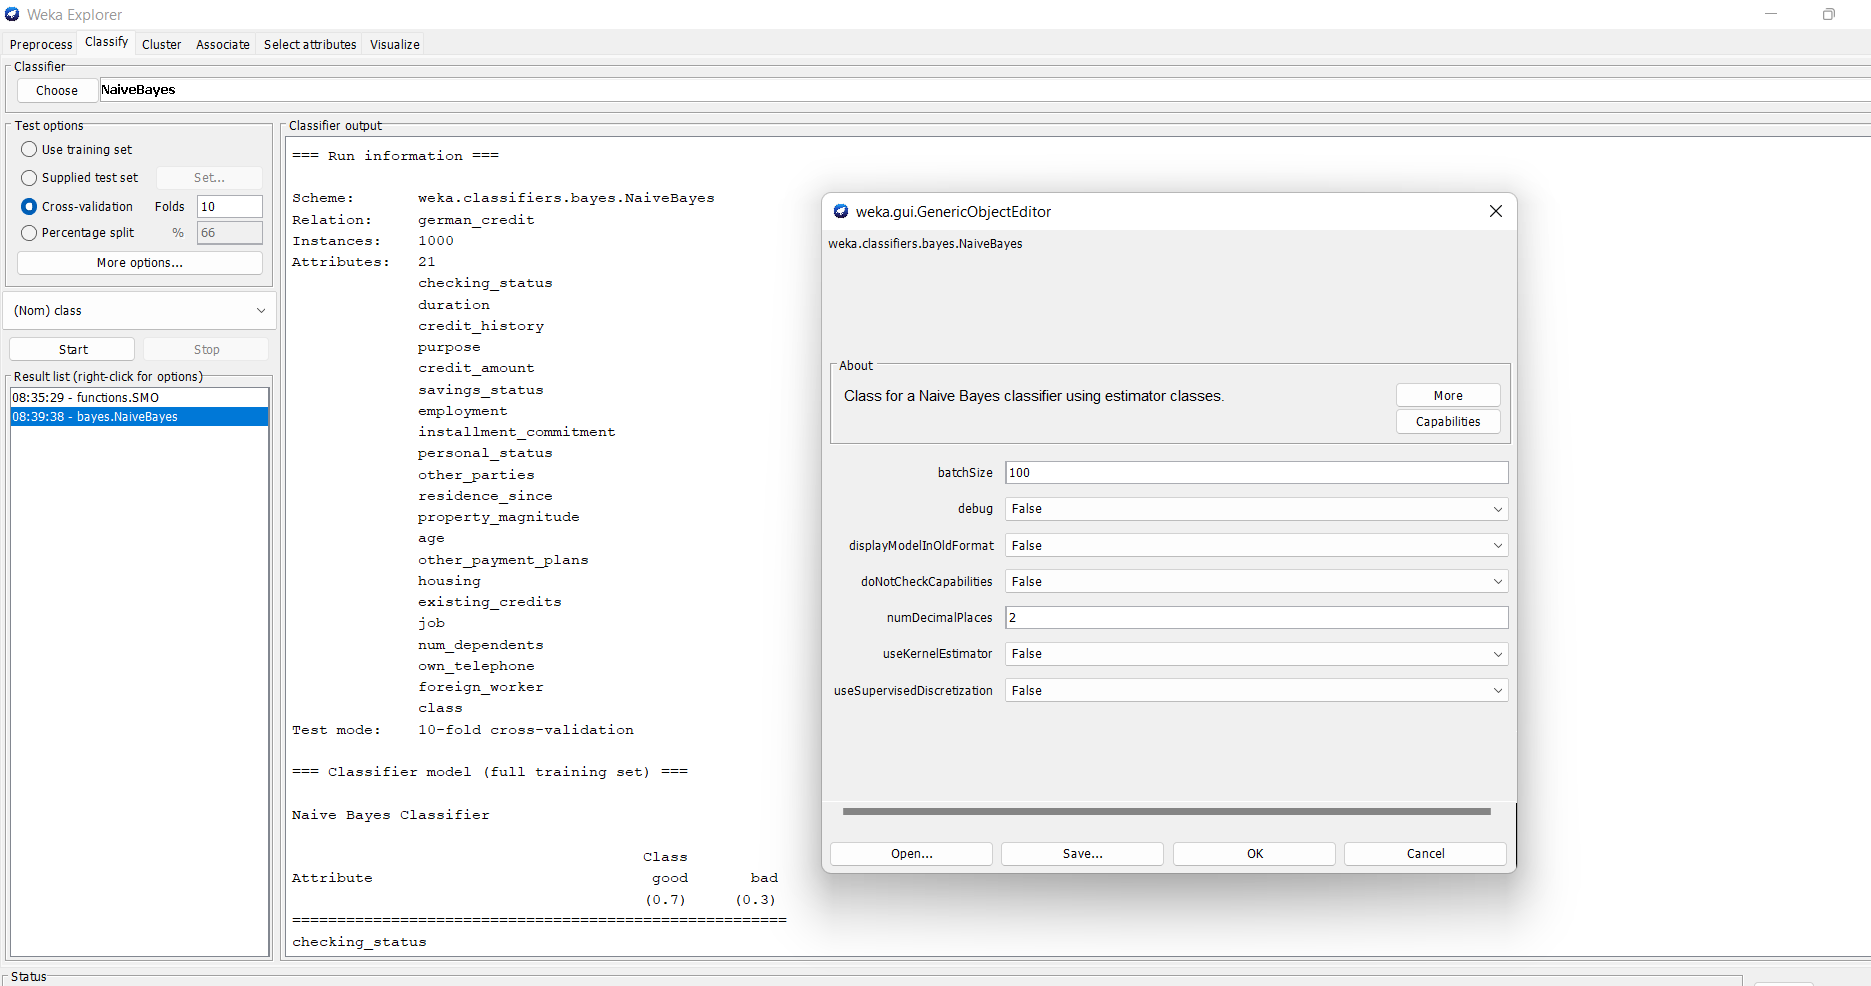 Weka Explorer
Preprocess Classify Cluster Associate Select attributes Visualize
Classifier
Choose NaiveBayes
Test options
Use training set
Supplied test set Set...
Cross-validation Folds 10
Percentage split % 66
More options...
(Nom) class
Start Stop
Result list (right-click for options)
08:35:29 - functions.SMO
08:39:38 - bayes.NaiveBayes
Classifier output
=== Run information ===
Scheme: weka.classifiers.bayes.NaiveBayes
Relation: german_credit
Instances: 1000
Attributes: 21
checking_status
duration
credit_history
purpose
credit_amount
savings_status
employment
installment_commitment
personal_status
other_parties
residence_since
property_magnitude
age
other_payment_plans
housing
existing_credits
job
num_dependents
own_telephone
foreign_worker
class
Test mode: 10-fold cross-validation
=== Classifier model (full training set) ===
Naive Bayes Classifier
Class
Attribute good bad
(0.7) (0.3)
=======================================================
checking_status
weka.gui.GenericObjectEditor
weka.classifiers.bayes.NaiveBayes
About
Class for a Naive Bayes classifier using estimator classes.
More
Capabilities
batchSize 100
debug False
displayModelInOldFormat False
doNotCheckCapabilities False
numDecimalPlaces 2
useKernelEstimator False
useSupervisedDiscretization False
Open... Save... OK Cancel
Status